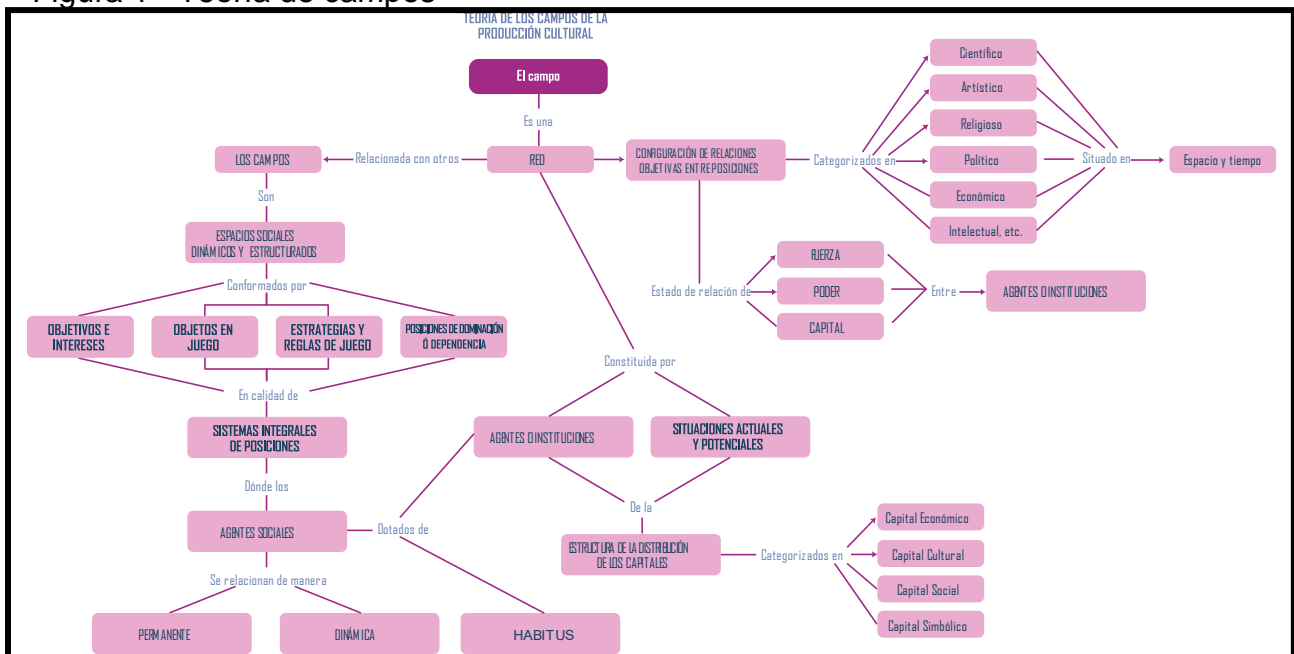 Figura 1 - Teoría de campos
TEORÍA DE LOS CAMPOS DE LA
PRODUCCIÓN CULTURAL
El campo
Es una
RED
Relacionada con otros
LOS CAMPOS
Son
ESPACIOS SOCIALES
DINÁMICOS Y ESTRUCTURADOS
Conformados por
OBJETIVOS E
INTERESES
OBJETOS EN
JUEGO
ESTRATEGIAS Y
REGLAS DE JUEGO
POSICIONES DE DOMINACIÓN
Ó DEPENDENCIA
En calidad de
SISTEMAS INTEGRALES
DE POSICIONES
Dónde los
AGENTES SOCIALES
Se relacionan de manera
PERMANENTE
DINÁMICA
Dotados de
HABITUS
CONFIGURACIÓN DE RELACIONES
OBJETIVAS ENTRE POSICIONES
Categorizados en
Científico
Artístico
Religioso
Político
Económico
Intelectual, etc.
Situado en
Espacio y tiempo
Estado de relación de
FUERZA
PODER
CAPITAL
Entre
AGENTES O INSTITUCIONES
Constituida por
AGENTES O INSTITUCIONES
SITUACIONES ACTUALES
Y POTENCIALES
De la
ESTRUCTURA DE LA DISTRIBUCIÓN
DE LOS CAPITALES
Categorizados en
Capital Económico
Capital Cultural
Capital Social
Capital Simbólico